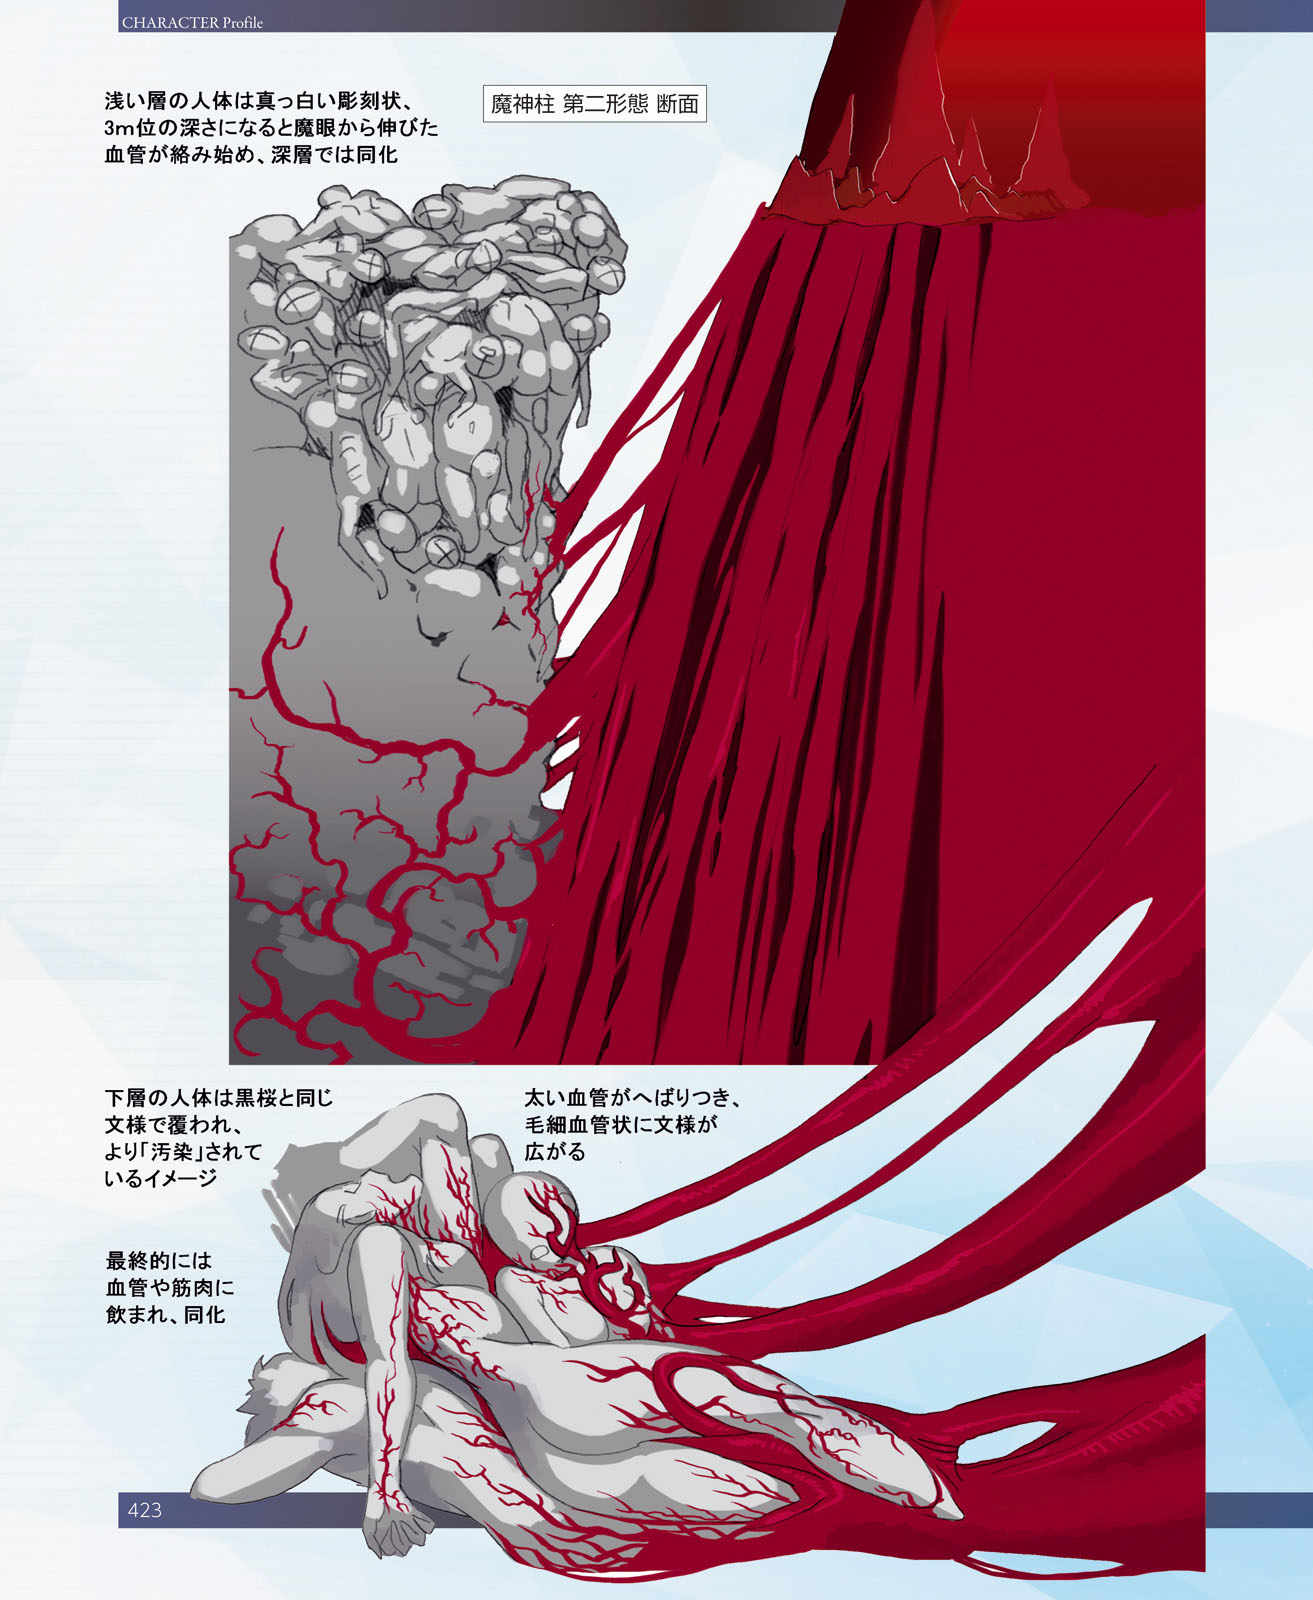 CHARACTER Profile
浅い層の人体は真っ白い彫刻状、
3m位の深さになると魔眼から伸びた
血管が絡み始め、深層では同化
魔神柱 第二形態 断面
下層の人体は黒桜と同じ
文様で覆われ、
より「汚染」されて
いるイメージ
太い血管がへばりつき、
毛細血管状に文様が
広がる
最終的には
血管や筋肉に
飲まれ、同化
423